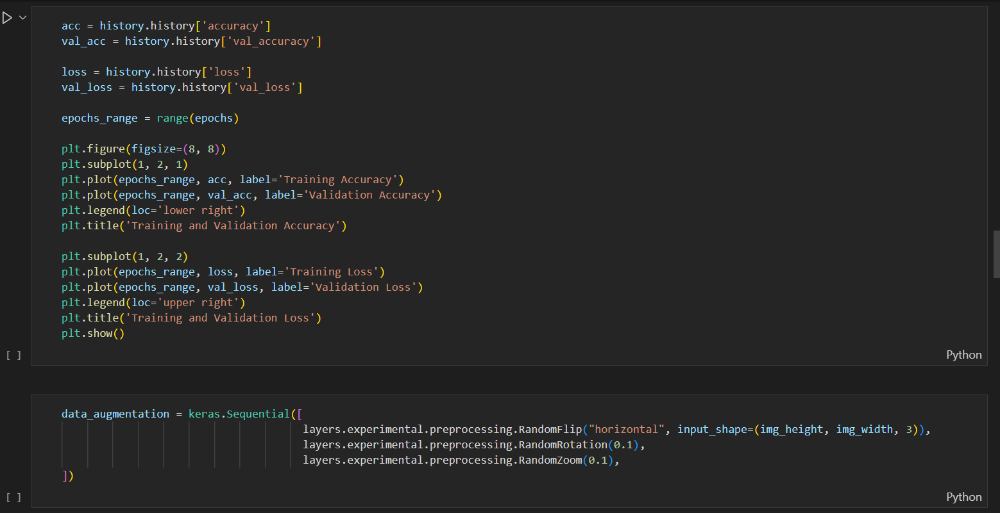 acc = history.history['accuracy']
val_acc = history.history['val_accuracy']

loss = history.history['loss']
val_loss = history.history['val_loss']

epochs_range = range(epochs)

plt.figure(figsize=(8, 8))
plt.subplot(1, 2, 1)
plt.plot(epochs_range, acc, label='Training Accuracy')
plt.plot(epochs_range, val_acc, label='Validation Accuracy')
plt.legend(loc='lower right')
plt.title('Training and Validation Accuracy')

plt.subplot(1, 2, 2)
plt.plot(epochs_range, loss, label='Training Loss')
plt.plot(epochs_range, val_loss, label='Validation Loss')
plt.legend(loc='upper right')
plt.title('Training and Validation Loss')
plt.show()
[ ]
Python

data_augmentation = keras.Sequential([
                                      layers.experimental.preprocessing.RandomFlip("horizontal", input_shape=(img_height, img_width, 3)),
                                      layers.experimental.preprocessing.RandomRotation(0.1),
                                      layers.experimental.preprocessing.RandomZoom(0.1),
])
[ ]
Python